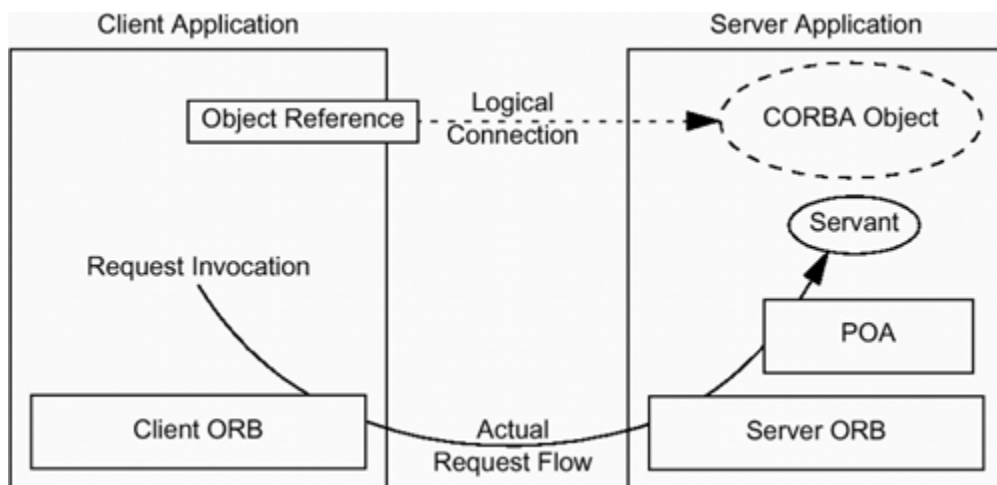 Client Application
Server Application
Object Reference
Logical
Connection
CORBA Object
Servant
Request Invocation
POA
Client ORB
Actual
Request Flow
Server ORB